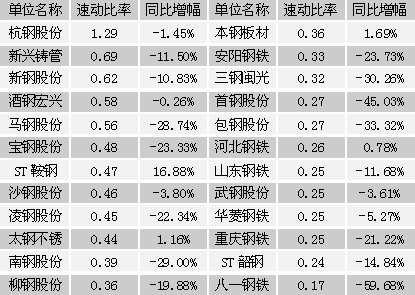 单位名称 速动比率 同比增幅 单位名称 速动比率 同比增幅
杭钢股份 1.29 -1.45% 本钢板材 0.36 1.69%
新兴铸管 0.69 -11.50% 安阳钢铁 0.33 -23.73%
新钢股份 0.62 -10.83% 三钢闽光 0.32 -30.26%
酒钢宏兴 0.58 -0.26% 首钢股份 0.27 -45.03%
马钢股份 0.56 -28.74% 包钢股份 0.27 -33.32%
宝钢股份 0.48 -23.33% 河北钢铁 0.26 0.78%
ST鞍钢 0.47 16.88% 山东钢铁 0.25 -11.68%
沙钢股份 0.46 -3.80% 武钢股份 0.25 -3.61%
凌钢股份 0.45 -22.34% 华菱钢铁 0.25 -5.27%
太钢不锈 0.44 1.16% 重庆钢铁 0.25 -21.22%
南钢股份 0.39 -29.00% ST韶钢 0.24 -14.84%
柳钢股份 0.36 -19.88% 八一钢铁 0.17 -59.68%